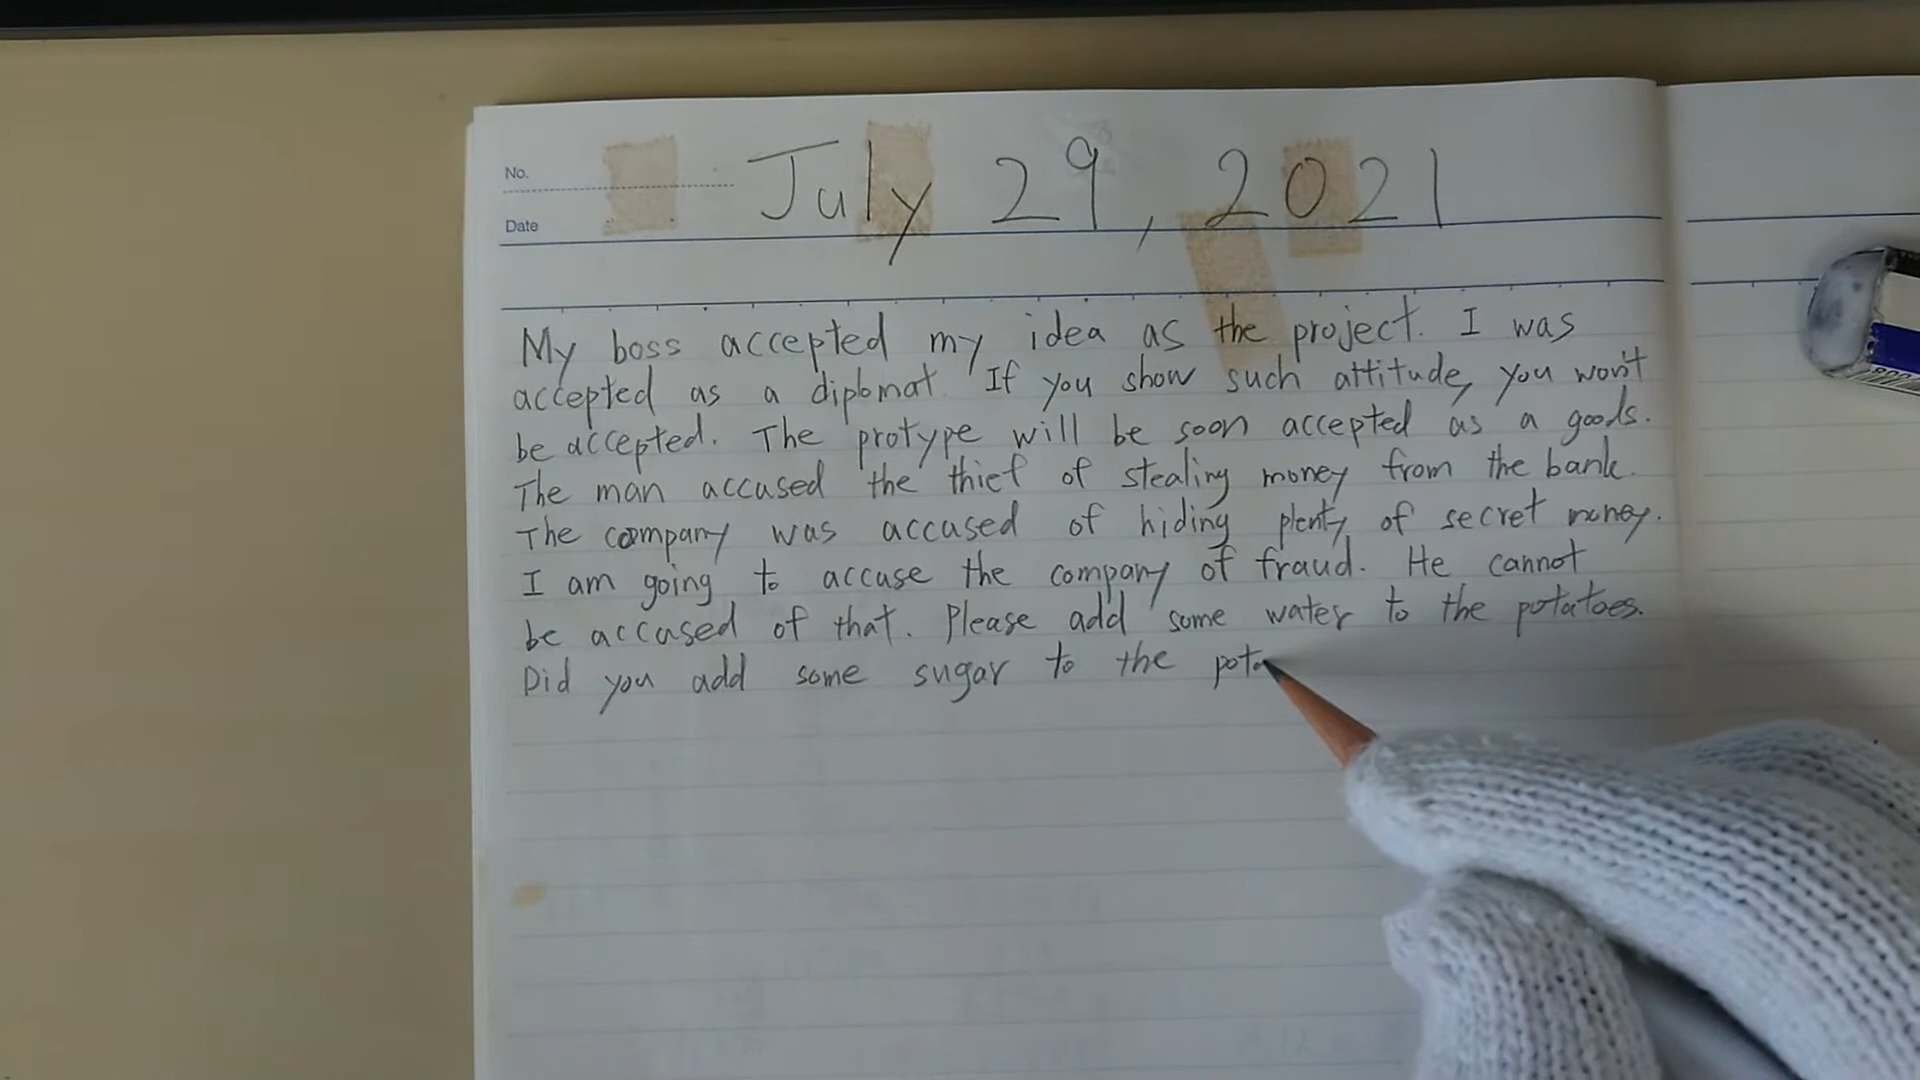 No.
July 29, 2021
Date
My boss accepted my idea as the project. I was
accepted as a diplomat. If you show such attitude, you won't
be accepted. The protype will be soon accepted as a goods.
The man accused the thief of stealing money from the bank.
The company was accused of hiding plenty of secret money.
I am going to accuse the company of fraud. He cannot
be accused of that. Please add some water to the potatoes.
Did you add some sugar to the pota